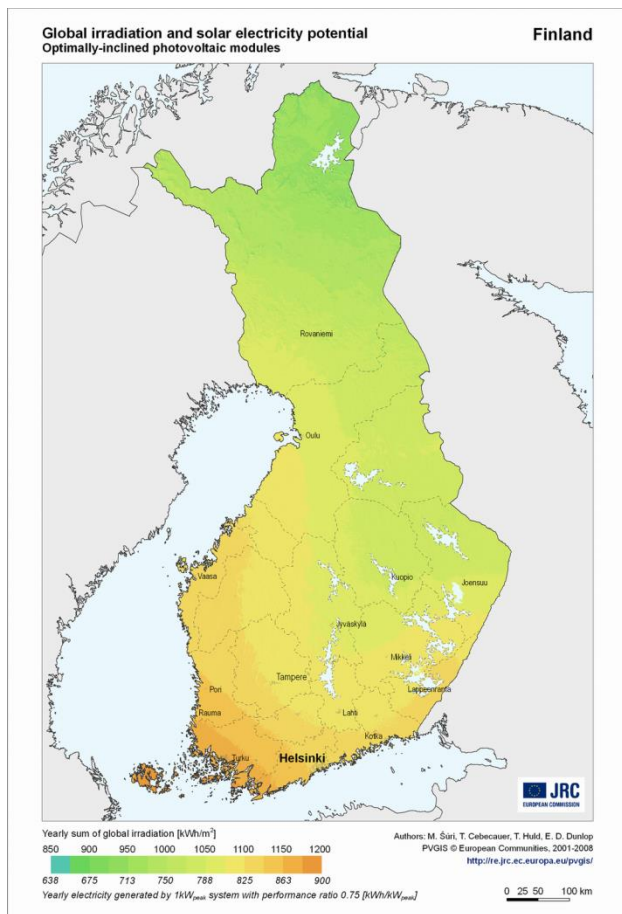 Global irradiation and solar electricity potential
Optimally-inclined photovoltaic modules
Finland
Rovaniemi
Oulu
Vaasa
Kuopio
Joensuu
Jyväskylä
Mikkeli
Tampere
Lappeenranta
Pori
Rauma
Lahti
Kotka
Turku
Helsinki
JRC
EUROPEAN COMMISSION
Yearly sum of global irradiation [kWh/m²]
850 900 950 1000 1050 1100 1150 1200
638 675 713 750 788 825 863 900
Yearly electricity generated by 1kWpeak system with performance ratio 0.75 [kWh/kWpeak]
Authors: M. Šúri, T. Cebecauer, T. Huld, E. D. Dunlop
PVGIS © European Communities, 2001-2008
http://re.jrc.ec.europa.eu/pvgis/
0 25 50 100 km